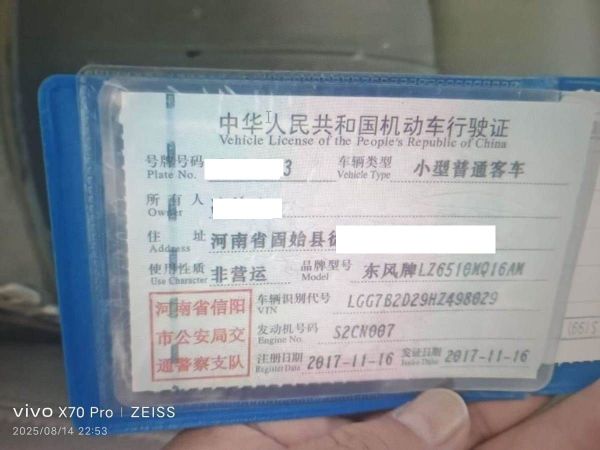 中华人民共和国机动车行驶证
Vehicle License of the People's Republic of China
号牌号码 3 车辆类型 小型普通客车
Plate No. Vehicle Type
所有人
Owner
住 址 河南省固始县
Address
使用性质 非营运 品牌型号 东风牌LZ6510MQ16AM
Use Character Model
河南省信阳
市公安局交
通警察支队
车辆识别代号 LGG7B2D29HZ498029
VIN
发动机号码 S2CN007
Engine No.
注册日期 2017-11-16 发证日期 2017-11-16
Register Date Issue Date
vivo X70 Pro | ZEISS
2025/08/14 22:53